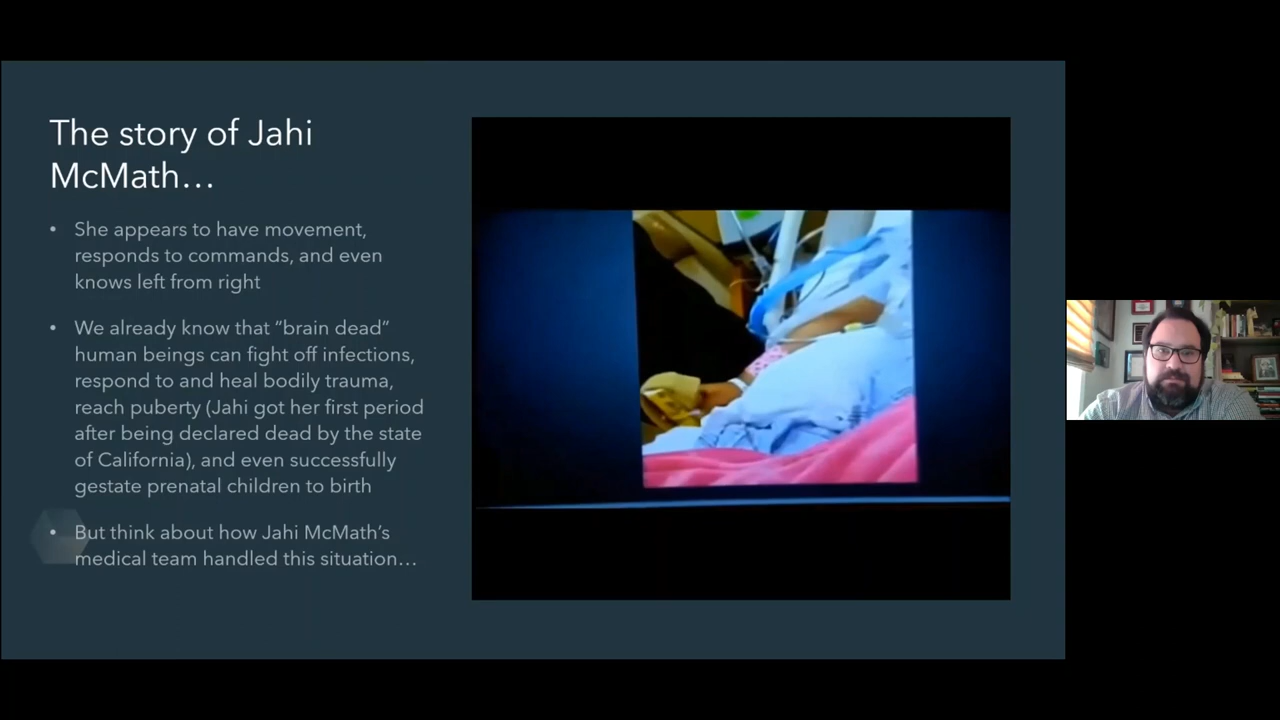 The story of Jahi
McMath…
• She appears to have movement,
responds to commands, and even
knows left from right
• We already know that “brain dead”
human beings can fight off infections,
respond to and heal bodily trauma,
reach puberty (Jahi got her first period
after being declared dead by the state
of California), and even successfully
gestate prenatal children to birth
• But think about how Jahi McMath’s
medical team handled this situation…